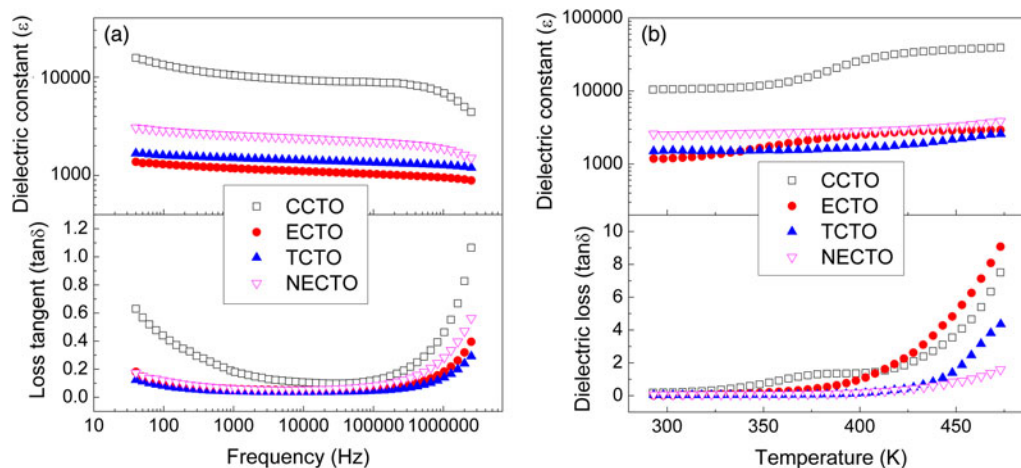 (a)
Dielectric constant (ε)
10000
1000
CCTO
ECTO
TCTO
NECTO
Loss tangent (tanδ)
1.2
1.0
0.8
0.6
0.4
0.2
0.0
10 100 1000 10000 100000 1000000
Frequency (Hz)
(b)
Dielectric constant (ε)
100000
10000
1000
CCTO
ECTO
TCTO
NECTO
Dielectric loss (tanδ)
10
8
6
4
2
0
300 350 400 450
Temperature (K)